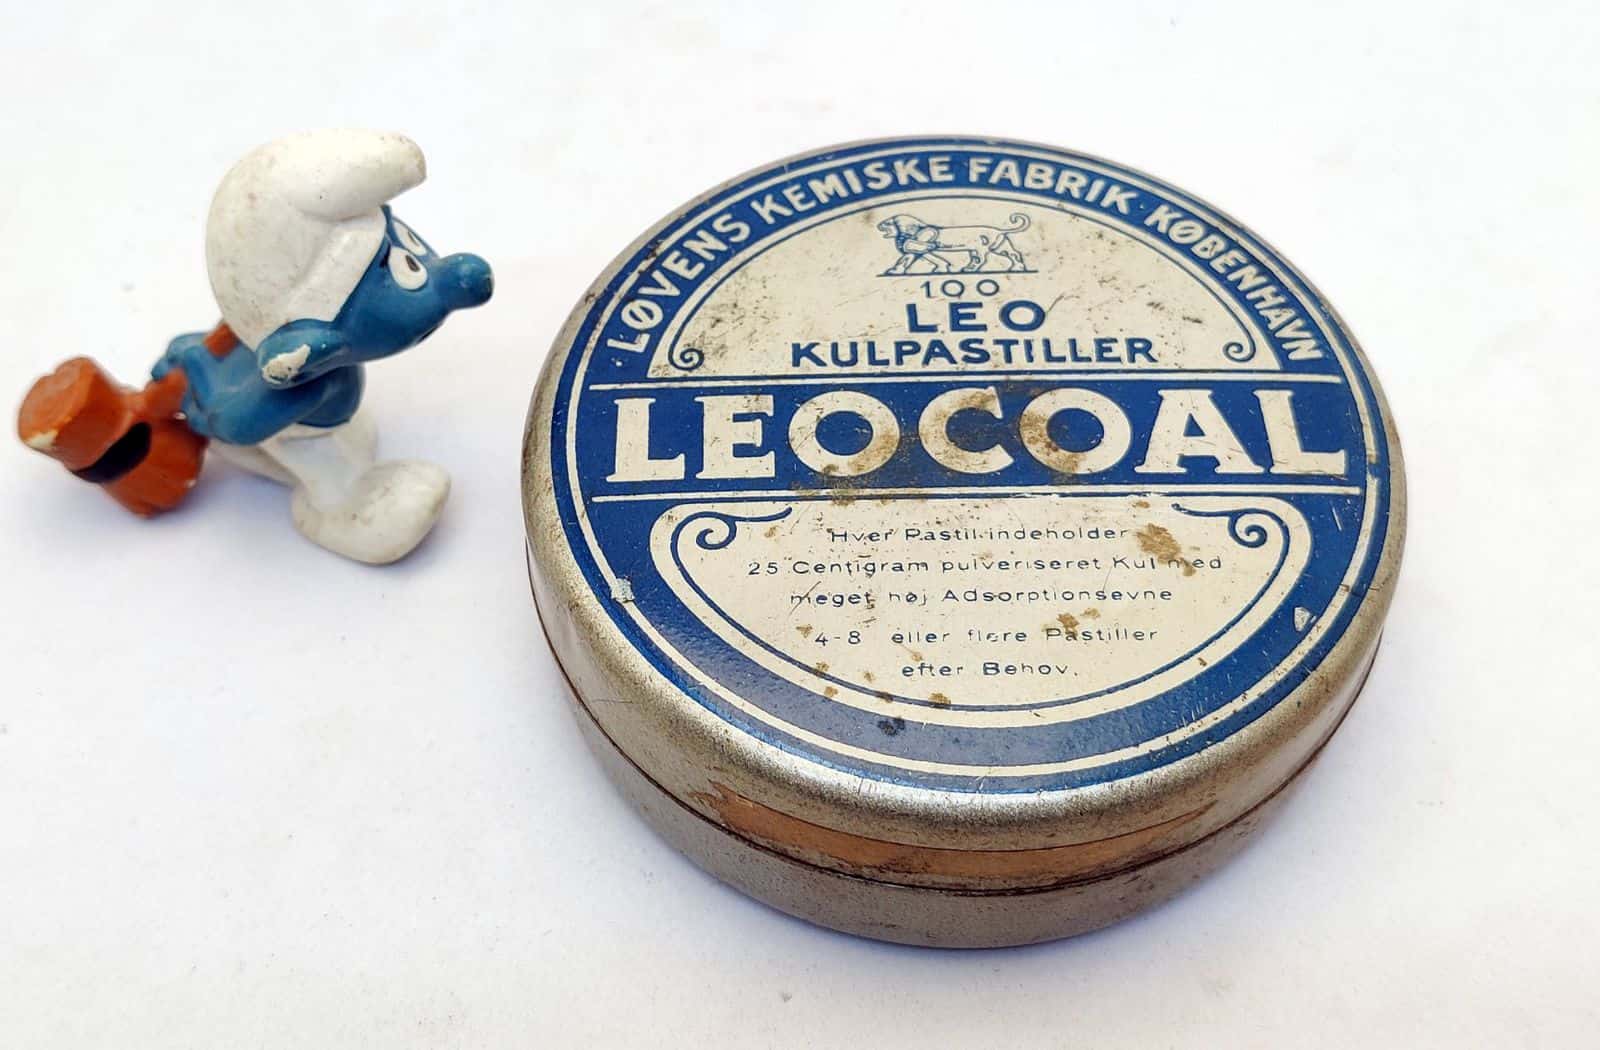 LØVENS KEMISKE FABRIK · KØBENHAVN
100
LEO
KULPASTILLER
LEOCOAL
Hver Pastil indeholder
25 Centigram pulveriseret Kul med
meget høj Adsorptionsevne
4-8 eller flere Pastiller
efter Behov.